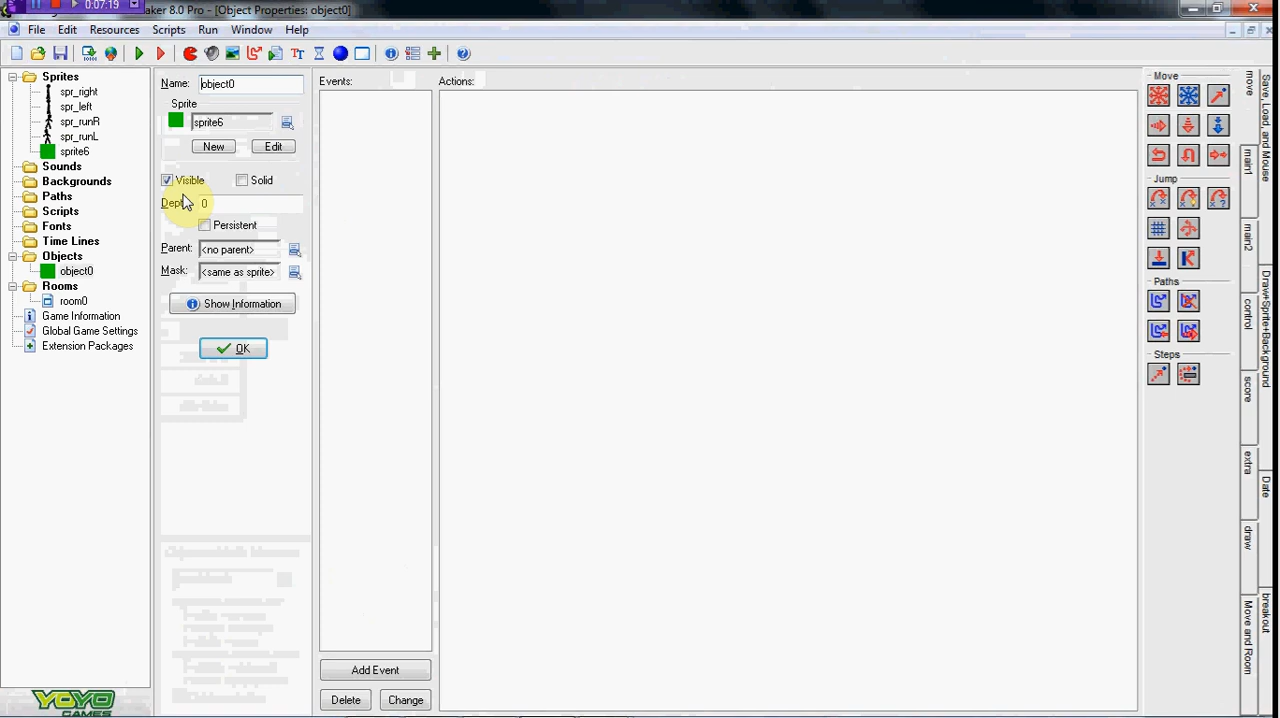 07:19
aker 8.0 Pro - [Object Properties: object0]
File Edit Resources Scripts Run Window Help
Sprites
spr_right
spr_left
spr_runR
spr_runL
sprite6
Sounds
Backgrounds
Paths
Scripts
Fonts
Time Lines
Objects
object0
Rooms
room0
Game Information
Global Game Settings
Extension Packages
YOYO
GAMES
Name: object0
Sprite
sprite6
New Edit
Visible Solid
Dept 0
Persistent
Parent: <no parent>
Mask: <same as sprite>
Show Information
OK
Events:
Add Event
Delete Change
Actions:
Move
Jump
Paths
Steps
move
main1
main2
control
score
extra
draw
Move and Room
Save, Load, and Mouse
Draw+Sprite+Background
Date
breakout